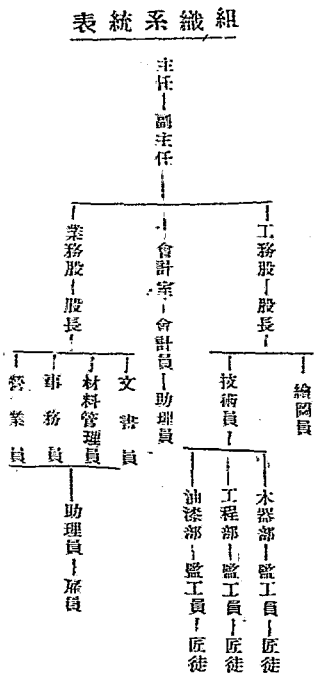 組織系統表
主任—副主任
工務股—股長
繪圖員
技術員
木器部—監工員—匠徒
工程部—監工員—匠徒
油漆部—監工員—匠徒
會計室—會計員—助理員
業務股—股長
文書員
材料管理員
事務員
營業員
助理員—雇員